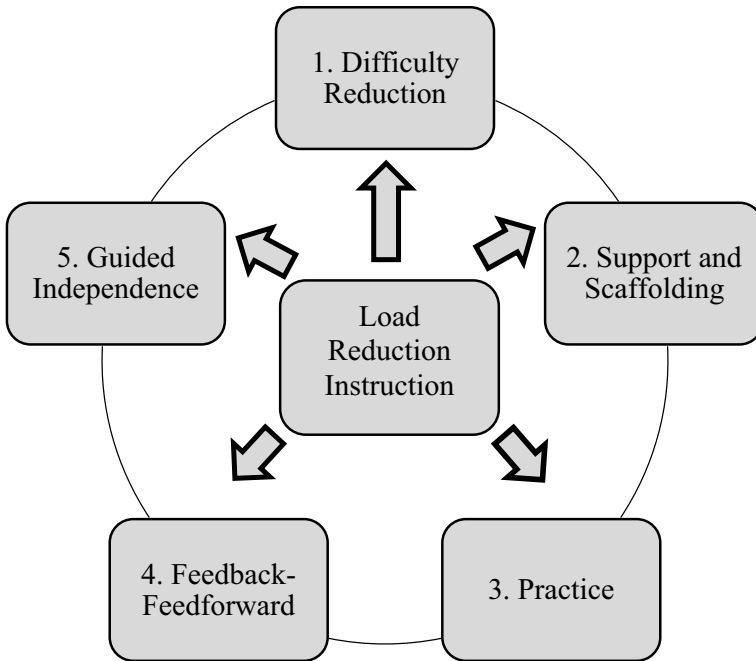 1. Difficulty
Reduction
2. Support and
Scaffolding
3. Practice
4. Feedback-
Feedforward
5. Guided
Independence
Load
Reduction
Instruction